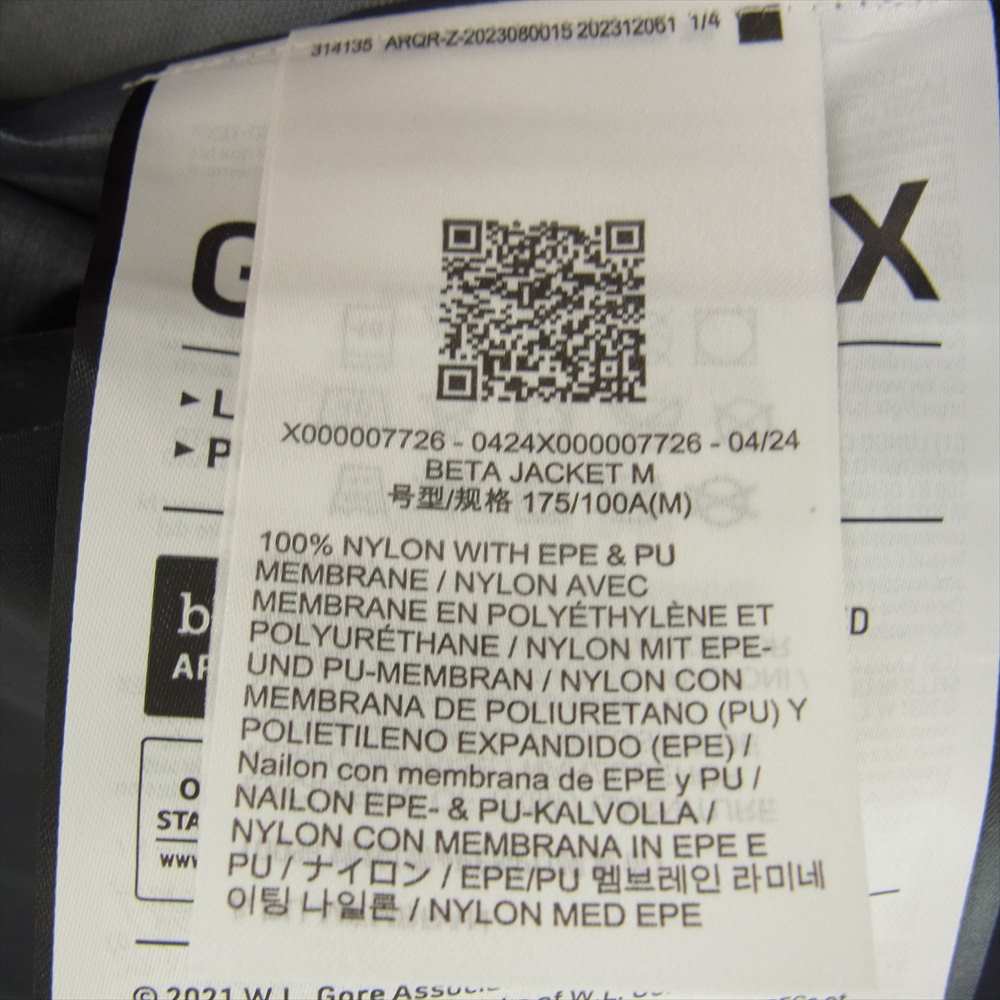 314135 ARQR-Z-2023080015 202312061 1/4
G X
X000007726 - 0424X000007726 - 04/24
BETA JACKET M
号型/规格 175/100A(M)
100% NYLON WITH EPE & PU
MEMBRANE / NYLON AVEC
MEMBRANE EN POLYÉTHYLÈNE ET
POLYURÉTHANE / NYLON MIT EPE-
UND PU-MEMBRAN / NYLON CON
MEMBRANA DE POLIURETANO (PU) Y
POLIETILENO EXPANDIDO (EPE) /
Nailon con membrana de EPE y PU /
NAILON EPE- & PU-KALVOLLA /
NYLON CON MEMBRANA IN EPE E
PU / ナイロン / EPE/PU 멤브레인 라미네
이팅 나일론 / NYLON MED EPE
© 2021 W.L. Gore